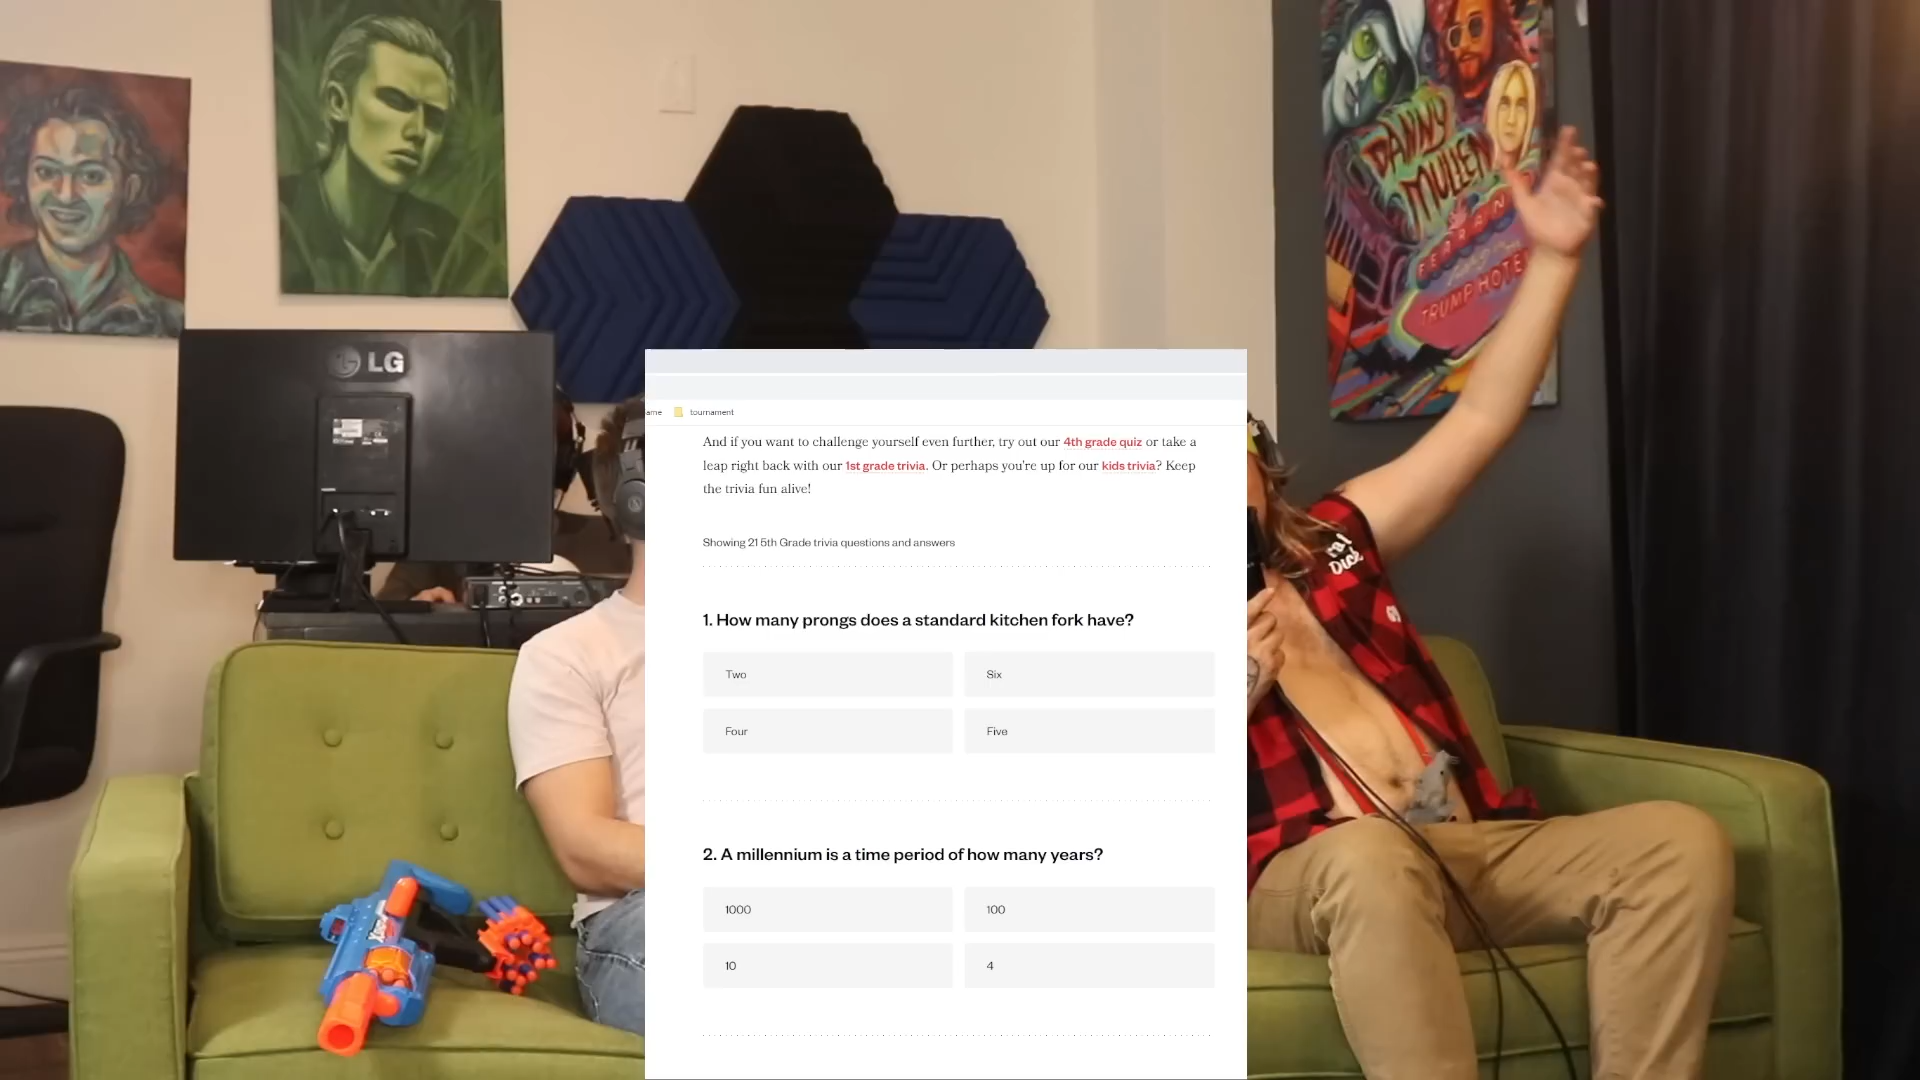 LG
DANNY
MULLEN
TRUMP HOTE
Dick
ame tournament
And if you want to challenge yourself even further, try out our 4th grade quiz or take a
leap right back with our 1st grade trivia. Or perhaps you're up for our kids trivia? Keep
the trivia fun alive!
Showing 21 5th Grade trivia questions and answers
1. How many prongs does a standard kitchen fork have?
Two Six
Four Five
2. A millennium is a time period of how many years?
1000 100
10 4